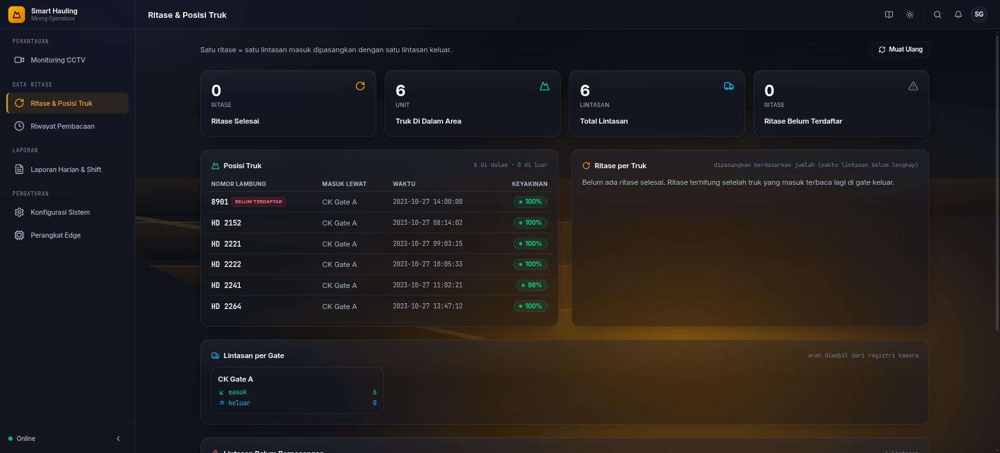 Smart Hauling
Mining Operations
Ritase & Posisi Truk
SG
PEMANTAUAN
Monitoring CCTV
DATA RITASE
Ritase & Posisi Truk
Riwayat Pembacaan
LAPORAN
Laporan Harian & Shift
PENGATURAN
Konfigurasi Sistem
Perangkat Edge
Online
Satu ritase = satu lintasan masuk dipasangkan dengan satu lintasan keluar.
Muat Ulang
0
RITASE
Ritase Selesai
6
UNIT
Truk Di Dalam Area
6
LINTASAN
Total Lintasan
0
RITASE
Ritase Belum Terdaftar
Posisi Truk 6 di dalam · 0 di luar
NOMOR LAMBUNG MASUK LEWAT WAKTU KEYAKINAN
8901 BELUM TERDAFTAR CK Gate A 2023-10-27 14:00:00 100%
HD 2152 CK Gate A 2023-10-27 08:14:02 100%
HD 2221 CK Gate A 2023-10-27 09:03:15 100%
HD 2222 CK Gate A 2023-10-27 10:05:33 100%
HD 2241 CK Gate A 2023-10-27 11:02:21 98%
HD 2264 CK Gate A 2023-10-27 13:47:12 100%
Ritase per Truk dipasangkan berdasarkan jumlah (waktu lintasan belum lengkap)
Belum ada ritase selesai. Ritase terhitung setelah truk yang masuk terbaca lagi di gate keluar.
Lintasan per Gate arah diambil dari registri kamera
CK Gate A
masuk 6
keluar 0
Lintasan Belum Berpasangan